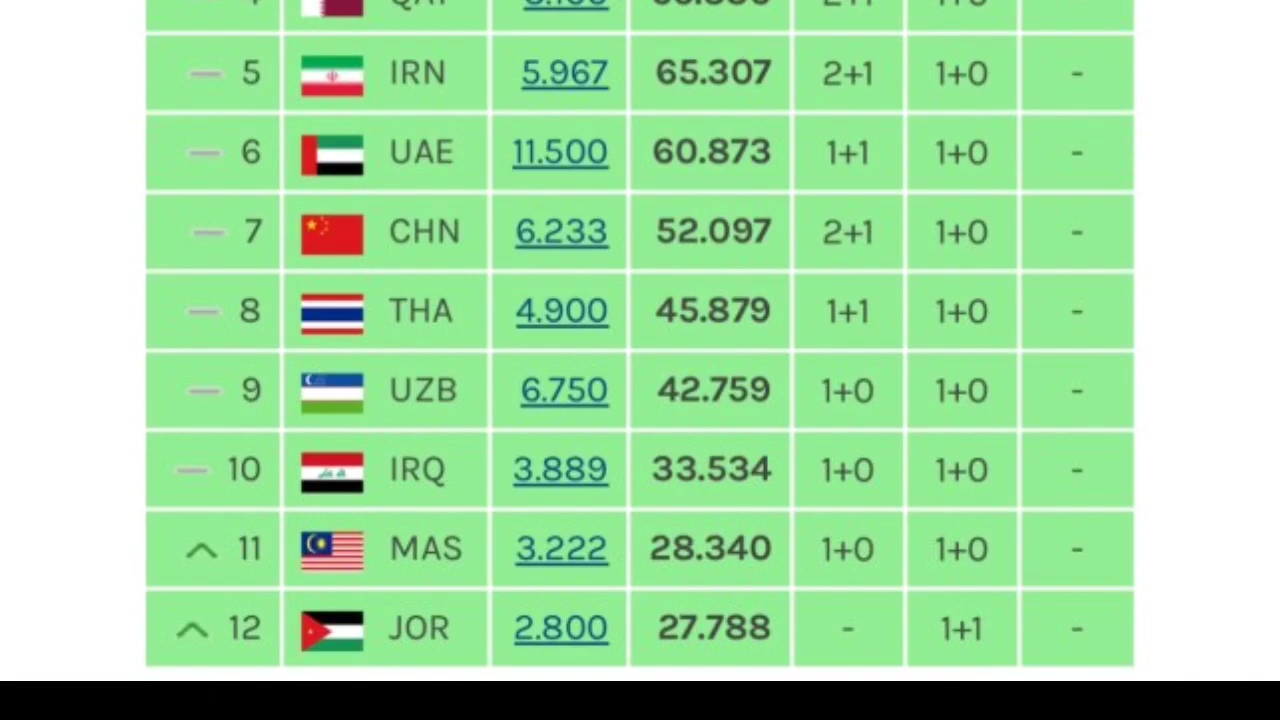 5 IRN 5.967 65.307 2+1 1+0 -
6 UAE 11.500 60.873 1+1 1+0 -
7 CHN 6.233 52.097 2+1 1+0 -
8 THA 4.900 45.879 1+1 1+0 -
9 UZB 6.750 42.759 1+0 1+0 -
10 IRQ 3.889 33.534 1+0 1+0 -
11 MAS 3.222 28.340 1+0 1+0 -
12 JOR 2.800 27.788 - 1+1 -